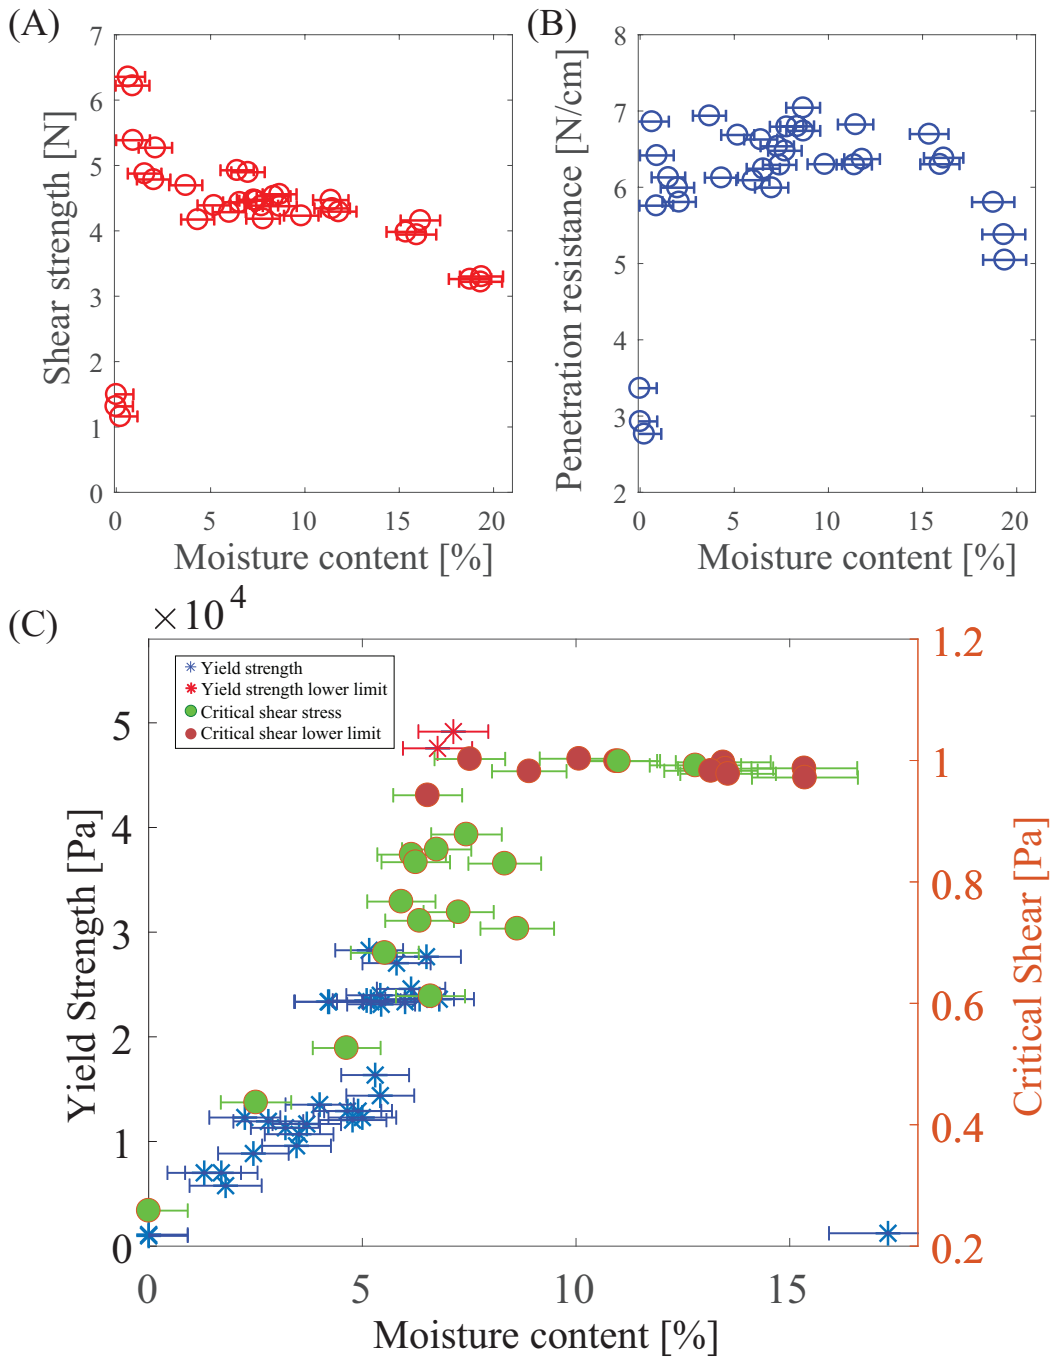 (A)
7
6
5
4
3
2
1
0
Shear strength [N]
0 5 10 15 20
Moisture content [%]
(B)
8
7
6
5
4
3
2
Penetration resistance [N/cm]
0 5 10 15 20
Moisture content [%]
(C)
×10⁴
Yield strength
Yield strength lower limit
Critical shear stress
Critical shear lower limit
5
4
3
2
1
0
Yield Strength [Pa]
1.2
1
0.8
0.6
0.4
0.2
Critical Shear [Pa]
0 5 10 15
Moisture content [%]